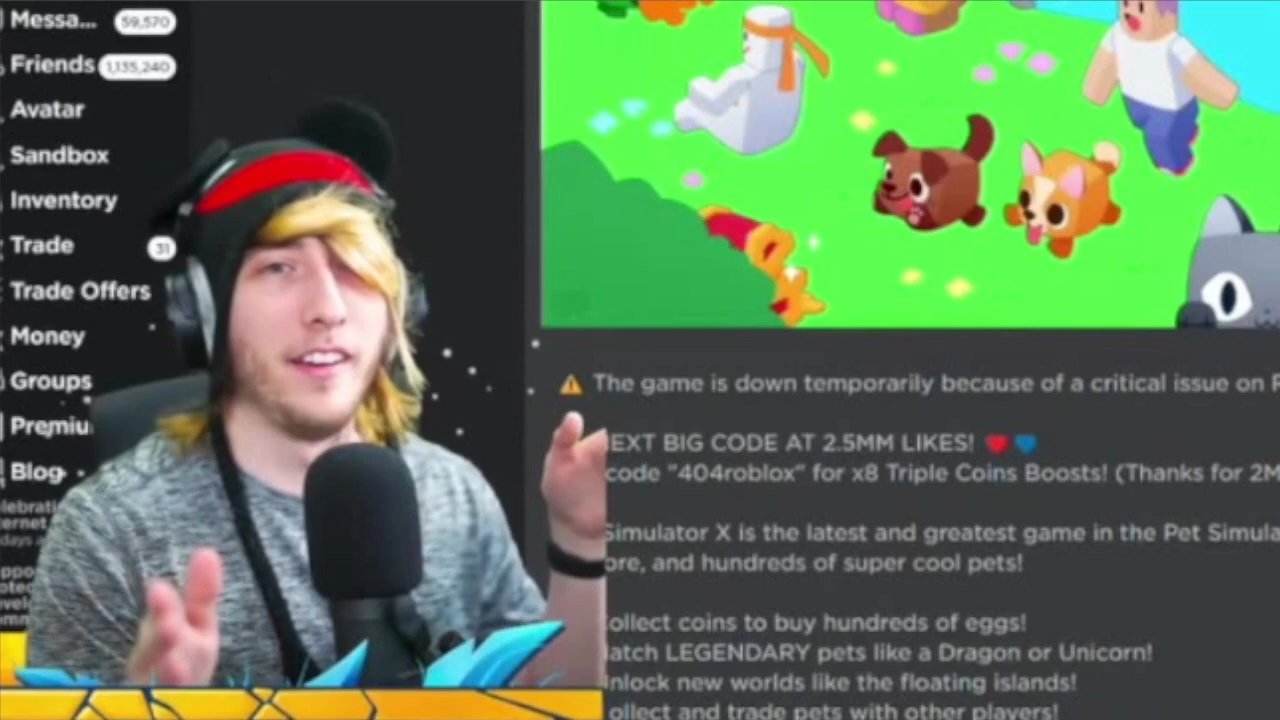 Messa... 59,570
Friends 1,135,240
Avatar
Sandbox
Inventory
Trade 31
Trade Offers
Money
Groups
Premiu
Blog
The game is down temporarily because of a critical issue on
EXT BIG CODE AT 2.5MM LIKES!
code "404roblox" for x8 Triple Coins Boosts! (Thanks for 2M
Simulator X is the latest and greatest game in the Pet Simula
ore, and hundreds of super cool pets!
ollect coins to buy hundreds of eggs!
atch LEGENDARY pets like a Dragon or Unicorn!
nlock new worlds like the floating islands!
ollect and trade pets with other players!